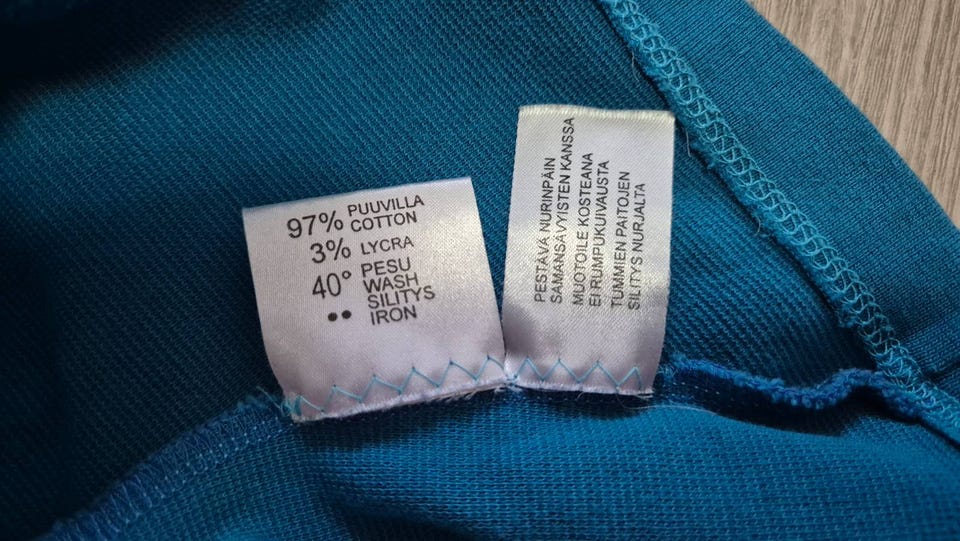 97% PUUVILLA
COTTON
3% LYCRA
40° PESU
WASH
SILITYS
•• IRON
PESTÄVÄ NURINPÄIN
SAMANSÄVYISTEN KANSSA
MUOTOILE KOSTEANA
EI RUMPUKUIVAUSTA
TUMMIEN PAITOJEN
SILITYS NURJALTA